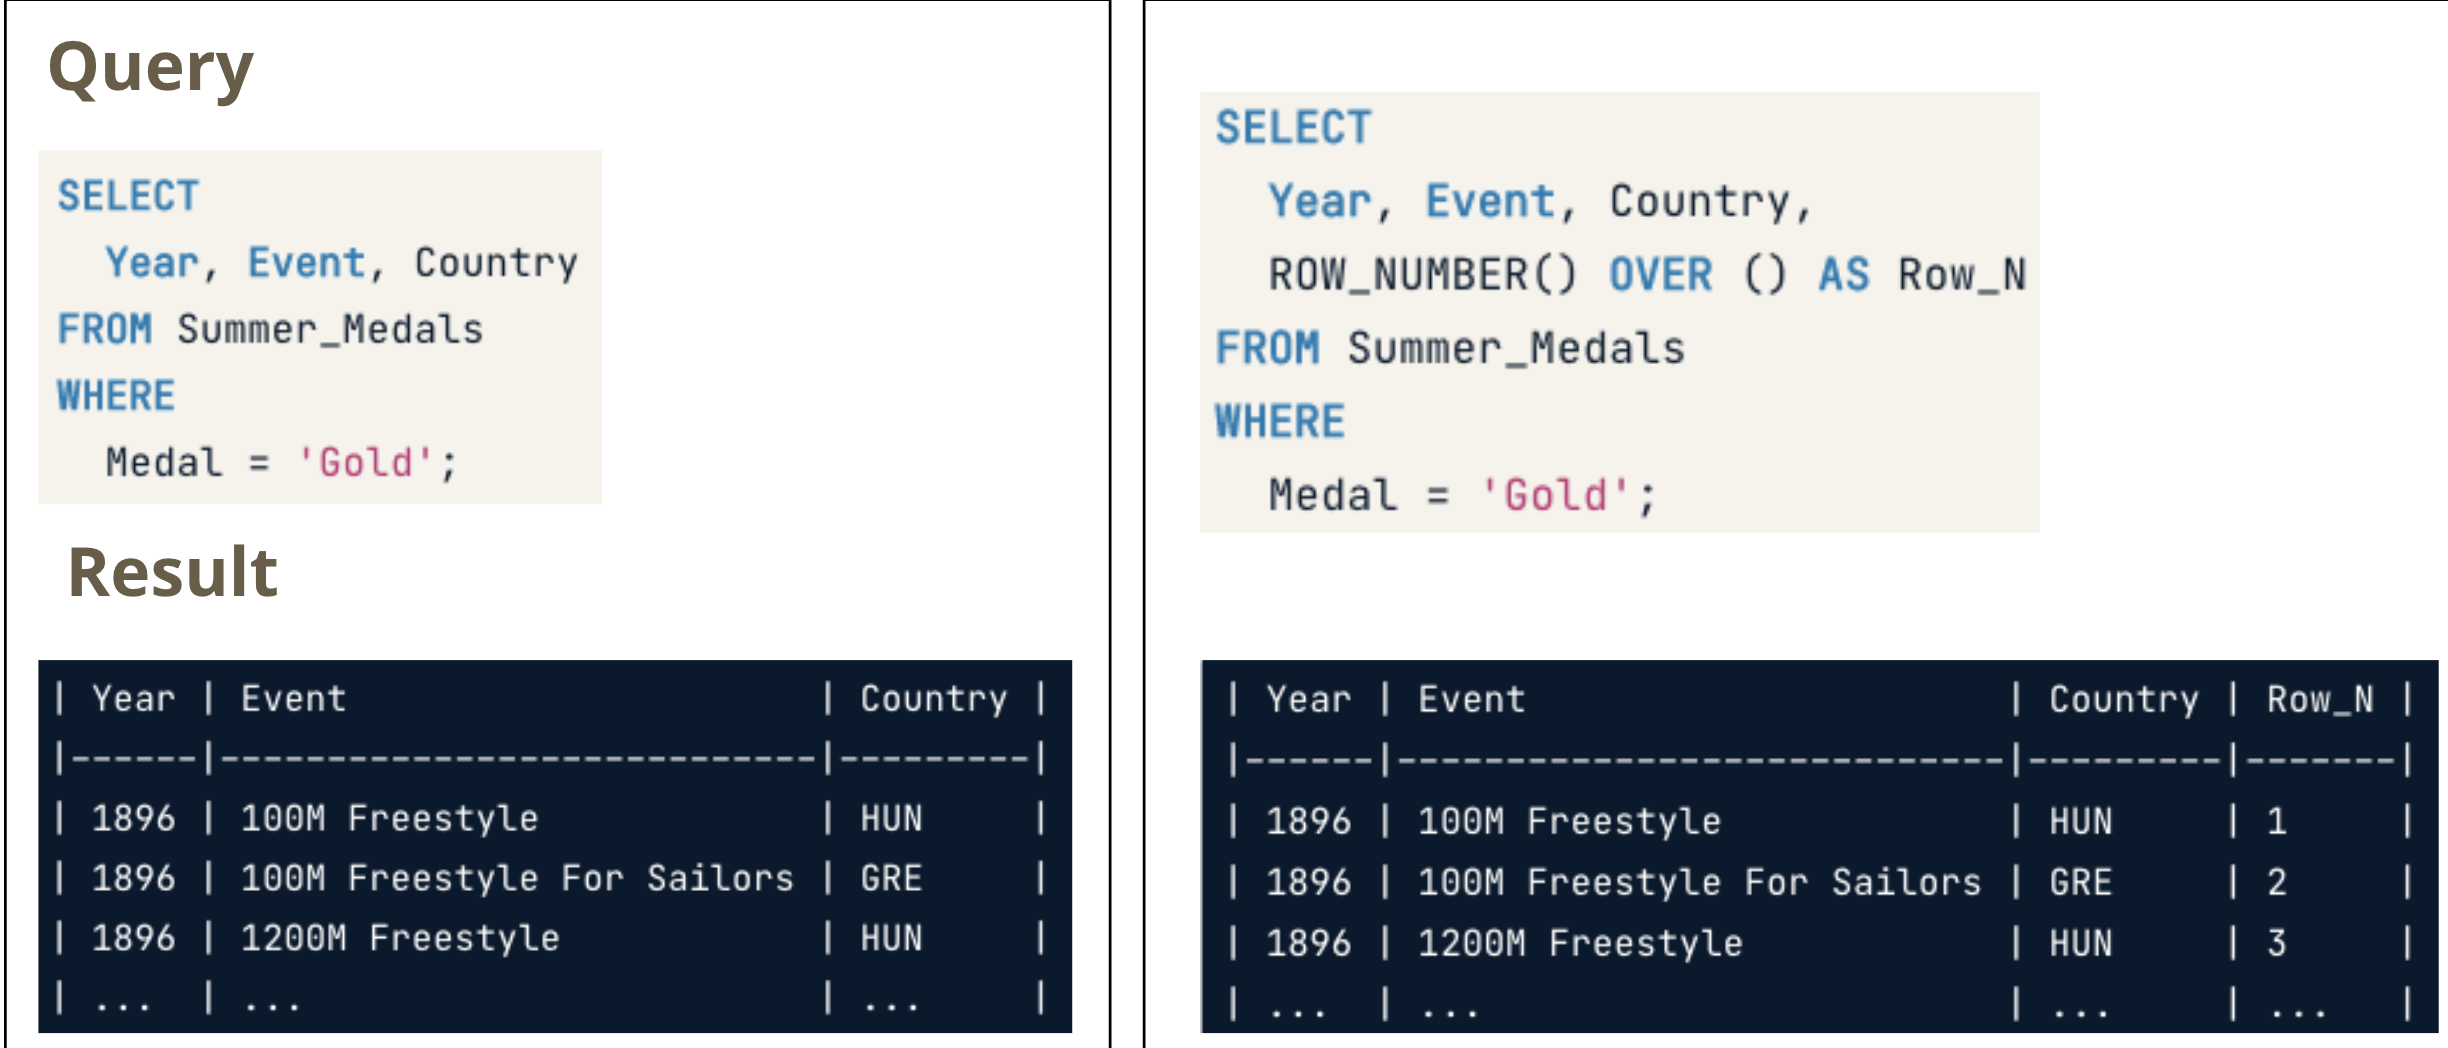 Query
SELECT
Year, Event, Country
FROM Summer_Medals
WHERE
Medal = 'Gold';
Result
| Year | Event | Country |
|------|----------------------------|---------|
| 1896 | 100M Freestyle | HUN |
| 1896 | 100M Freestyle For Sailors | GRE |
| 1896 | 1200M Freestyle | HUN |
| ... | ... | ... |
SELECT
Year, Event, Country,
ROW_NUMBER() OVER () AS Row_N
FROM Summer_Medals
WHERE
Medal = 'Gold';
| Year | Event | Country | Row_N |
|------|----------------------------|---------|-------|
| 1896 | 100M Freestyle | HUN | 1 |
| 1896 | 100M Freestyle For Sailors | GRE | 2 |
| 1896 | 1200M Freestyle | HUN | 3 |
| ... | ... | ... | ... |